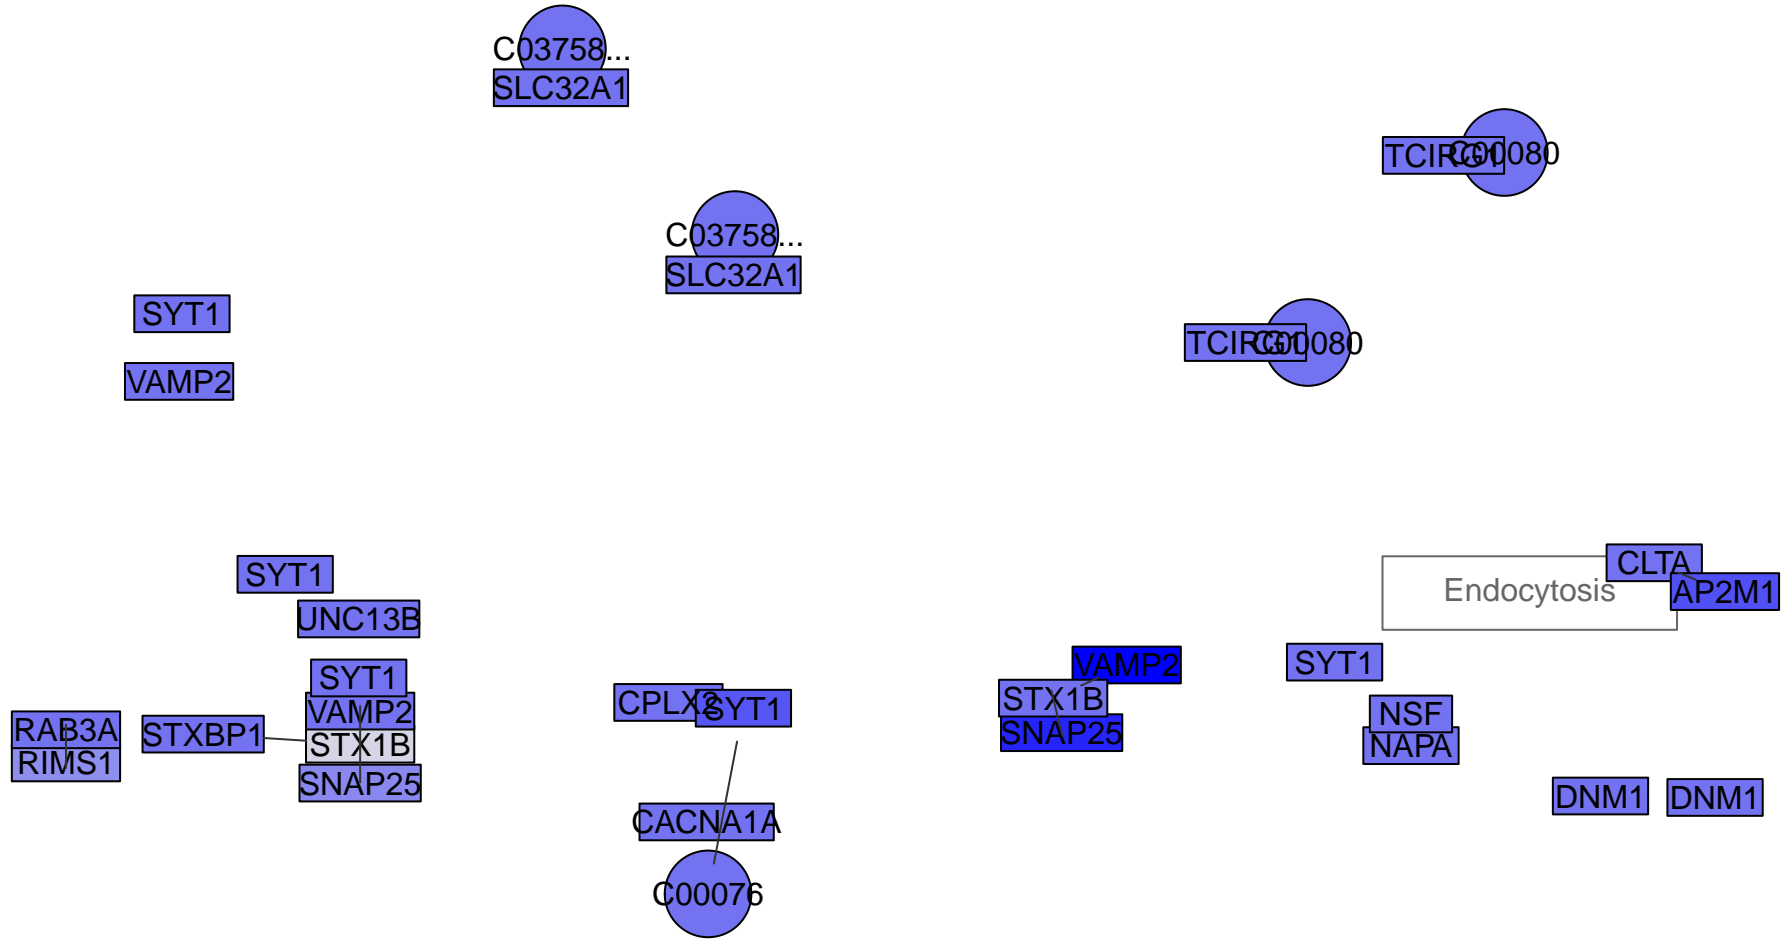 C03758...
SLC32A1
TCIRG1
C00080
C03758...
SLC32A1
SYT1
TCIRG1
C00080
VAMP2
SYT1
CLTA
Endocytosis
AP2M1
UNC13B
SYT1
VAMP2
SYT1
STX1B
CPLX2
SYT1
VAMP2
NSF
RAB3A
STXBP1
STX1B
SNAP25
NAPA
RIMS1
SNAP25
DNM1
DNM1
CACNA1A
C00076